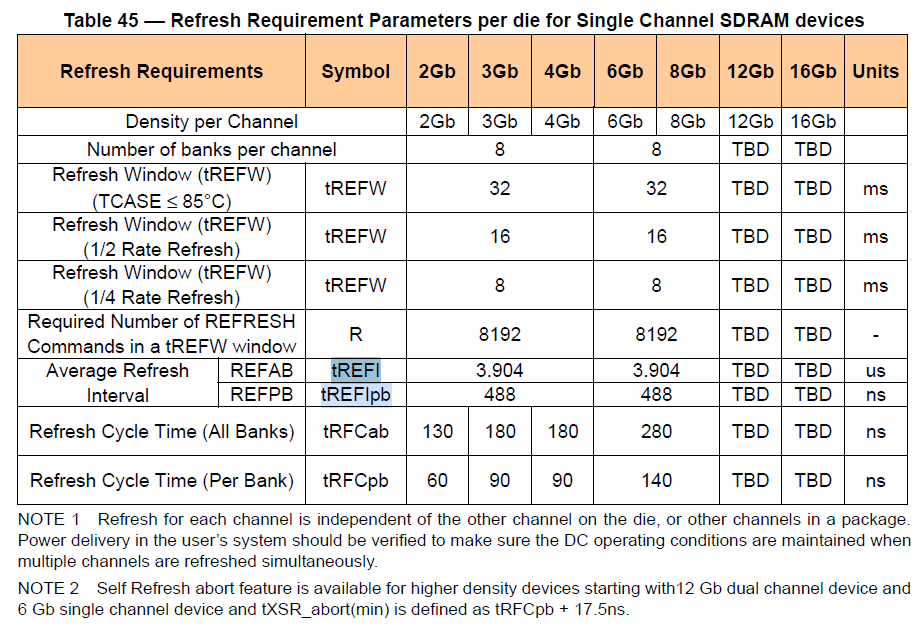 Table 45 — Refresh Requirement Parameters per die for Single Channel SDRAM devices
Refresh Requirements Symbol 2Gb 3Gb 4Gb 6Gb 8Gb 12Gb 16Gb Units
Density per Channel 2Gb 3Gb 4Gb 6Gb 8Gb 12Gb 16Gb
Number of banks per channel 8 8 TBD TBD
Refresh Window (tREFW)
(TCASE ≤ 85°C) tREFW 32 32 TBD TBD ms
Refresh Window (tREFW)
(1/2 Rate Refresh) tREFW 16 16 TBD TBD ms
Refresh Window (tREFW)
(1/4 Rate Refresh) tREFW 8 8 TBD TBD ms
Required Number of REFRESH
Commands in a tREFW window R 8192 8192 TBD TBD -
Average Refresh
Interval
REFAB tREFI 3.904 3.904 TBD TBD us
REFPB tREFIpb 488 488 TBD TBD ns
Refresh Cycle Time (All Banks) tRFCab 130 180 180 280 TBD TBD ns
Refresh Cycle Time (Per Bank) tRFCpb 60 90 90 140 TBD TBD ns
NOTE 1 Refresh for each channel is independent of the other channel on the die, or other channels in a package.
Power delivery in the user's system should be verified to make sure the DC operating conditions are maintained when
multiple channels are refreshed simultaneously.
NOTE 2 Self Refresh abort feature is available for higher density devices starting with12 Gb dual channel device and
6 Gb single channel device and tXSR_abort(min) is defined as tRFCpb + 17.5ns.